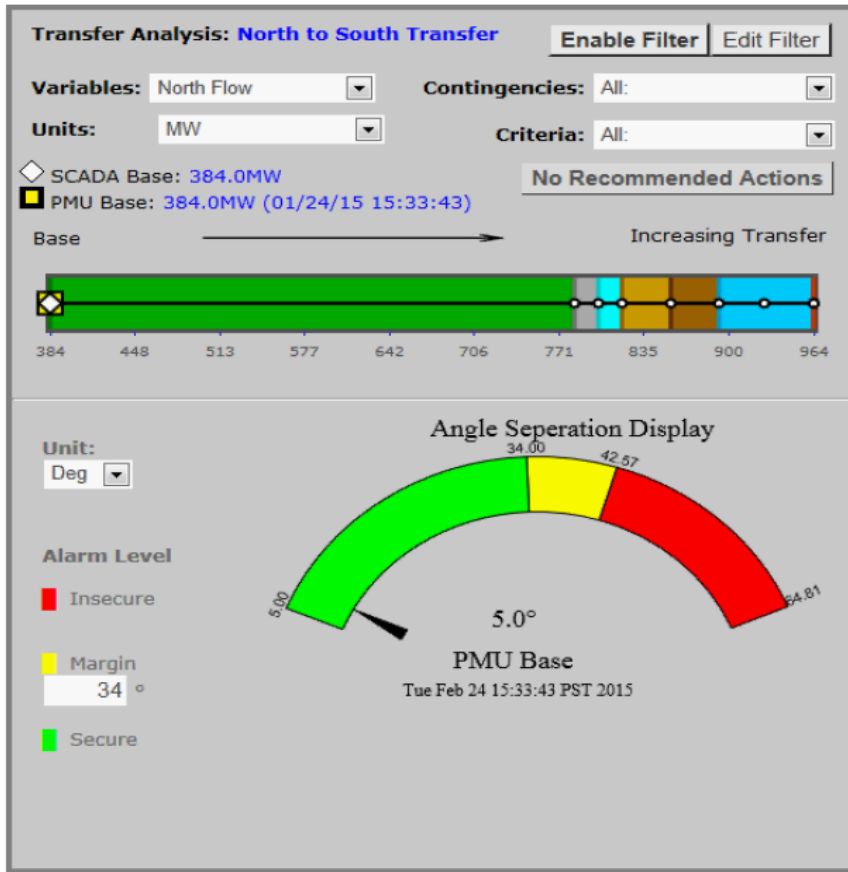 Transfer Analysis: North to South Transfer
Enable Filter
Edit Filter
Variables: North Flow
Contingencies: All:
Units: MW
Criteria: All:
SCADA Base: 384.0MW
No Recommended Actions
PMU Base: 384.0MW (01/24/15 15:33:43)
Base
Increasing Transfer
384 448 513 577 642 706 771 835 900 964
Angle Seperation Display
Unit:
Deg
34.00
42.57
Alarm Level
Insecure
5.00
64.81
5.0°
Margin
34 °
PMU Base
Tue Feb 24 15:33:43 PST 2015
Secure